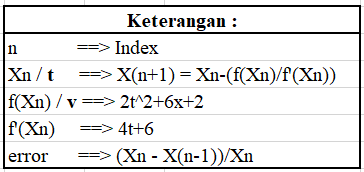 Keterangan :
n ==> Index
Xn / t ==> X(n+1) = Xn-(f(Xn)/f'(Xn))
f(Xn) / v ==> 2t^2+6x+2
f'(Xn) ==> 4t+6
error ==> (Xn - X(n-1))/Xn